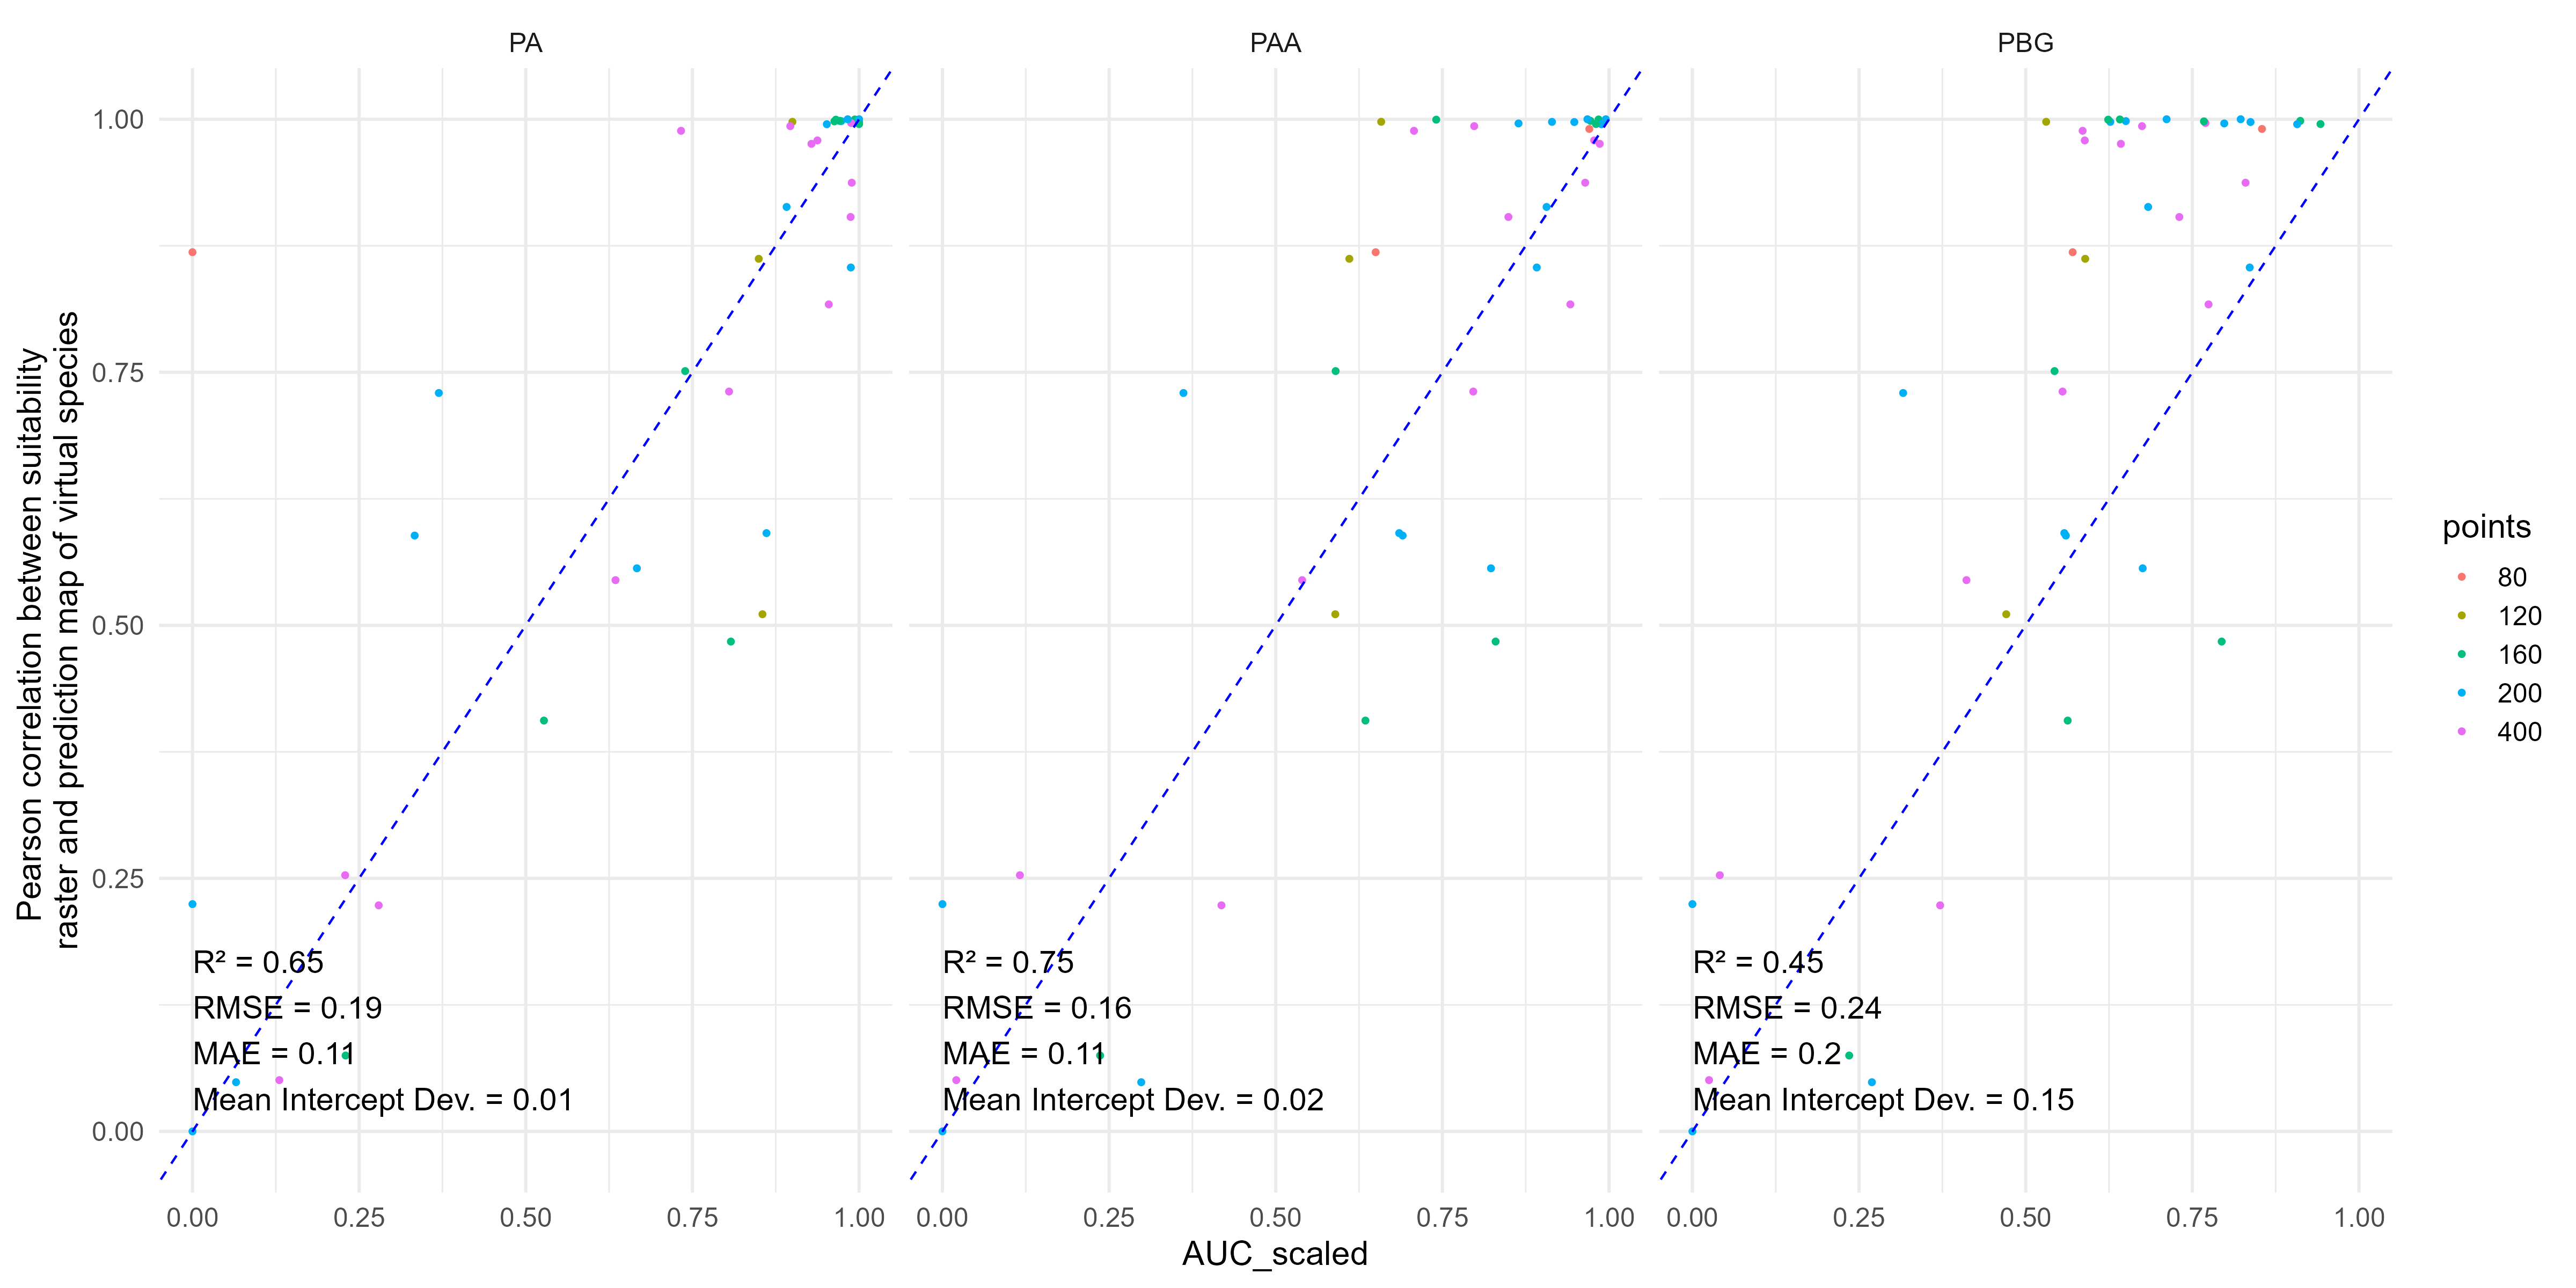 PA
PAA
PBG
Pearson correlation between suitability
raster and prediction map of virtual species
1.00
0.75
0.50
0.25
0.00
R² = 0.65
RMSE = 0.19
MAE = 0.11
Mean Intercept Dev. = 0.01
R² = 0.75
RMSE = 0.16
MAE = 0.11
Mean Intercept Dev. = 0.02
R² = 0.45
RMSE = 0.24
MAE = 0.2
Mean Intercept Dev. = 0.15
0.00 0.25 0.50 0.75 1.00
0.00 0.25 0.50 0.75 1.00
0.00 0.25 0.50 0.75 1.00
AUC_scaled
points
80
120
160
200
400